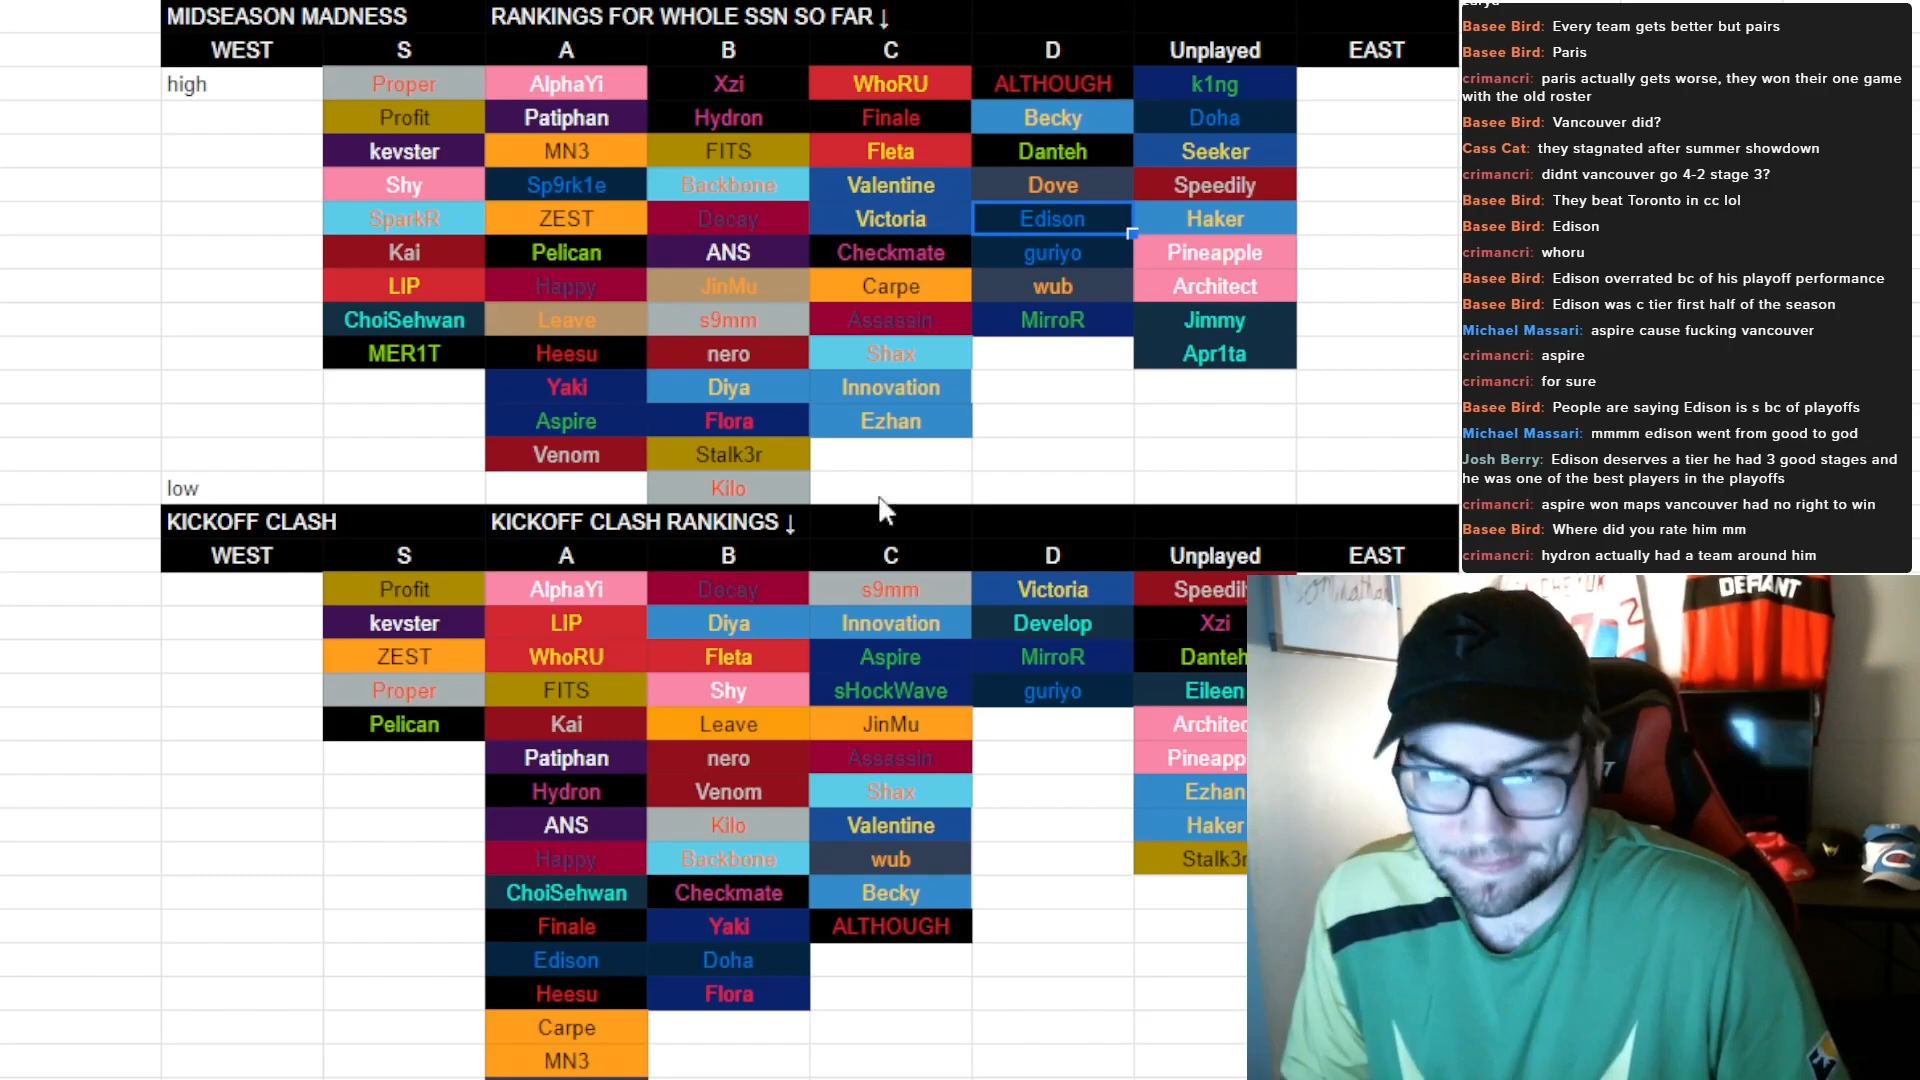 MIDSEASON MADNESS RANKINGS FOR WHOLE SSN SO FAR ↓
WEST S A B C D Unplayed EAST
high Proper AlphaYi Xzi WhoRU ALTHOUGH k1ng
Profit Patiphan Hydron Finale Becky Doha
kevster MN3 FITS Fleta Danteh Seeker
Shy Sp9rk1e Backbone Valentine Dove Speedily
SparkR ZEST Decay Victoria Edison Haker
Kai Pelican ANS Checkmate guriyo Pineapple
LIP Happy JinMu Carpe wub Architect
ChoiSehwan Leave s9mm Assassin MirroR Jimmy
MER1T Heesu nero Shax Apr1ta
Yaki Diya Innovation
Aspire Flora Ezhan
Venom Stalk3r
low Kilo
KICKOFF CLASH KICKOFF CLASH RANKINGS ↓
WEST S A B C D Unplayed EAST
Profit AlphaYi Decay s9mm Victoria Speedil
kevster LIP Diya Innovation Develop Xzi
ZEST WhoRU Fleta Aspire MirroR Danteh
Proper FITS Shy sHockWave guriyo Eileen
Pelican Kai Leave JinMu Architec
Patiphan nero Assassin Pineapp
Hydron Venom Shax Ezhan
ANS Kilo Valentine Haker
Happy Backbone wub Stalk3r
ChoiSehwan Checkmate Becky
Finale Yaki ALTHOUGH
Edison Doha
Heesu Flora
Carpe
MN3
Basee Bird: Every team gets better but pairs
Basee Bird: Paris
crimancri: paris actually gets worse, they won their one game
with the old roster
Basee Bird: Vancouver did?
Cass Cat: they stagnated after summer showdown
crimancri: didnt vancouver go 4-2 stage 3?
Basee Bird: They beat Toronto in cc lol
Basee Bird: Edison
crimancri: whoru
Basee Bird: Edison overrated bc of his playoff performance
Basee Bird: Edison was c tier first half of the season
Michael Massari: aspire cause fucking vancouver
crimancri: aspire
crimancri: for sure
Basee Bird: People are saying Edison is s bc of playoffs
Michael Massari: mmmm edison went from good to god
Josh Berry: Edison deserves a tier he had 3 good stages and
he was one of the best players in the playoffs
crimancri: aspire won maps vancouver had no right to win
Basee Bird: Where did you rate him mm
crimancri: hydron actually had a team around him
DEFIANT